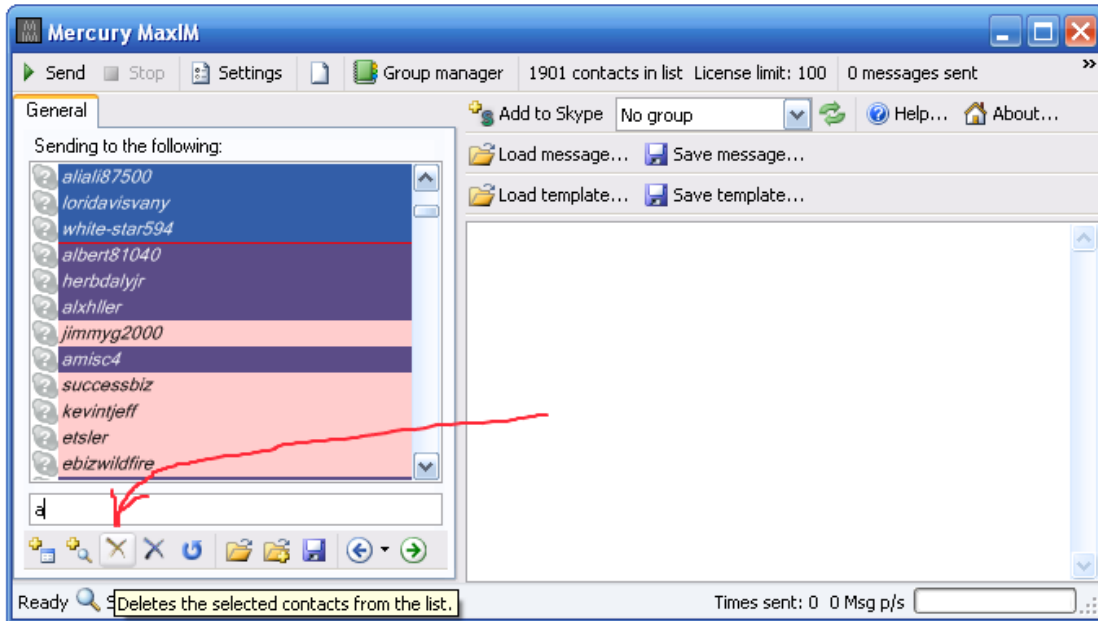 Mercury MaxIM
Send Stop Settings Group manager 1901 contacts in list License limit: 100 0 messages sent »
General
Add to Skype No group Help... About...
Sending to the following:
Load message... Save message...
Load template... Save template...
aliali87500
loridavisvany
white-star594
albert81040
herbdalyjr
alxhller
jimmyg2000
amisc4
successbiz
kevintjeff
etsler
ebizwildfire
a
Ready S
Deletes the selected contacts from the list.
Times sent: 0 0 Msg p/s